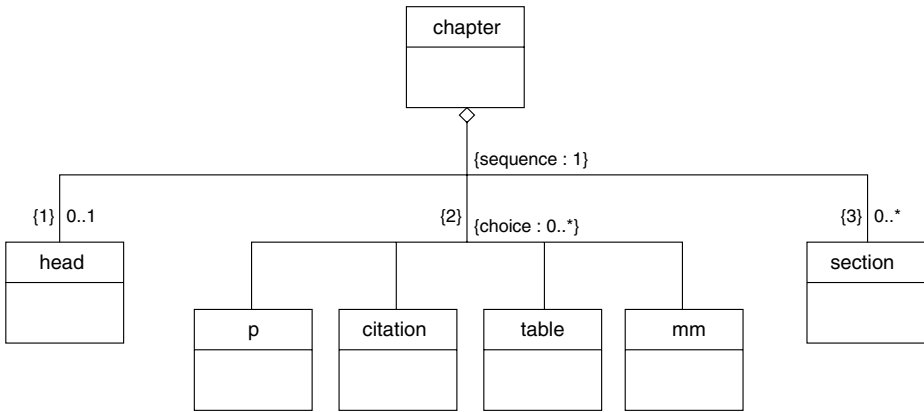 chapter
{sequence : 1}
{1} 0..1
{2}
{choice : 0..*}
{3} 0..*
head
section
p
citation
table
mm